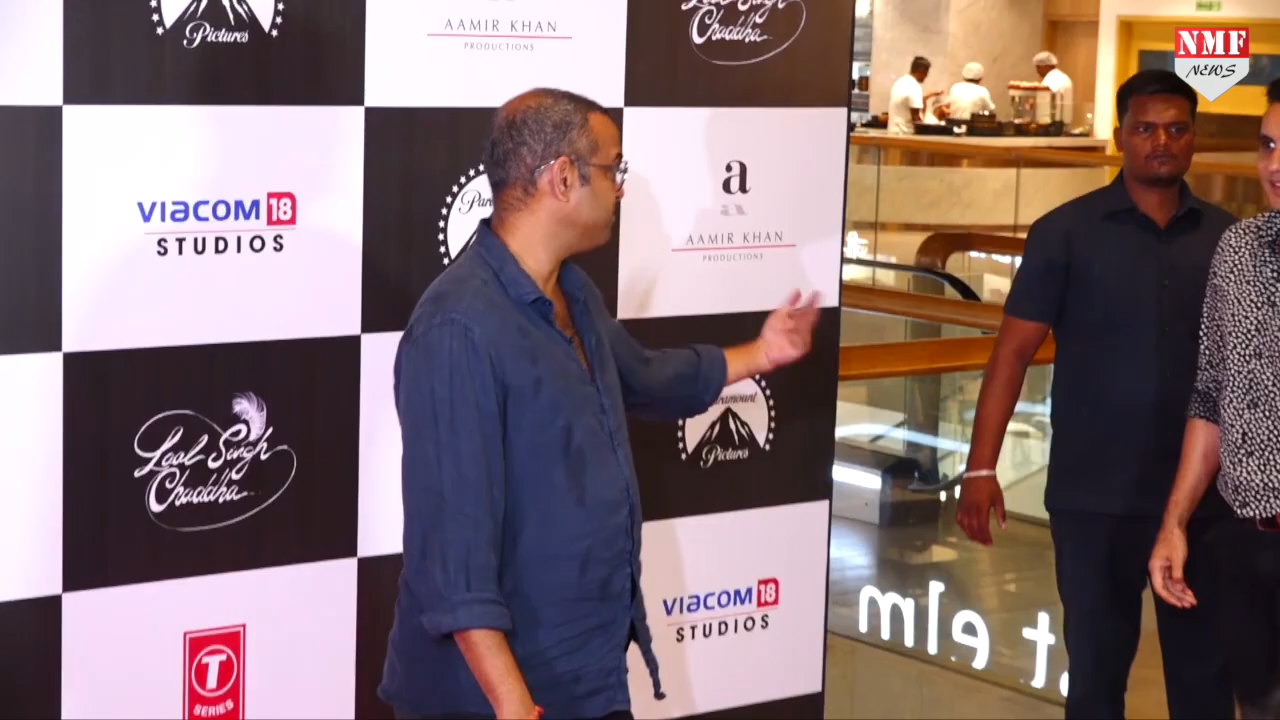 Pictures
AAMIR KHAN
PRODUCTIONS
Laal Singh
Chaddha
NMF
NEWS
VIACOM 18
STUDIOS
a
AAMIR KHAN
PRODUCTIONS
Laal Singh
Chaddha
Paramount
Pictures
VIACOM 18
STUDIOS
T
SERIES